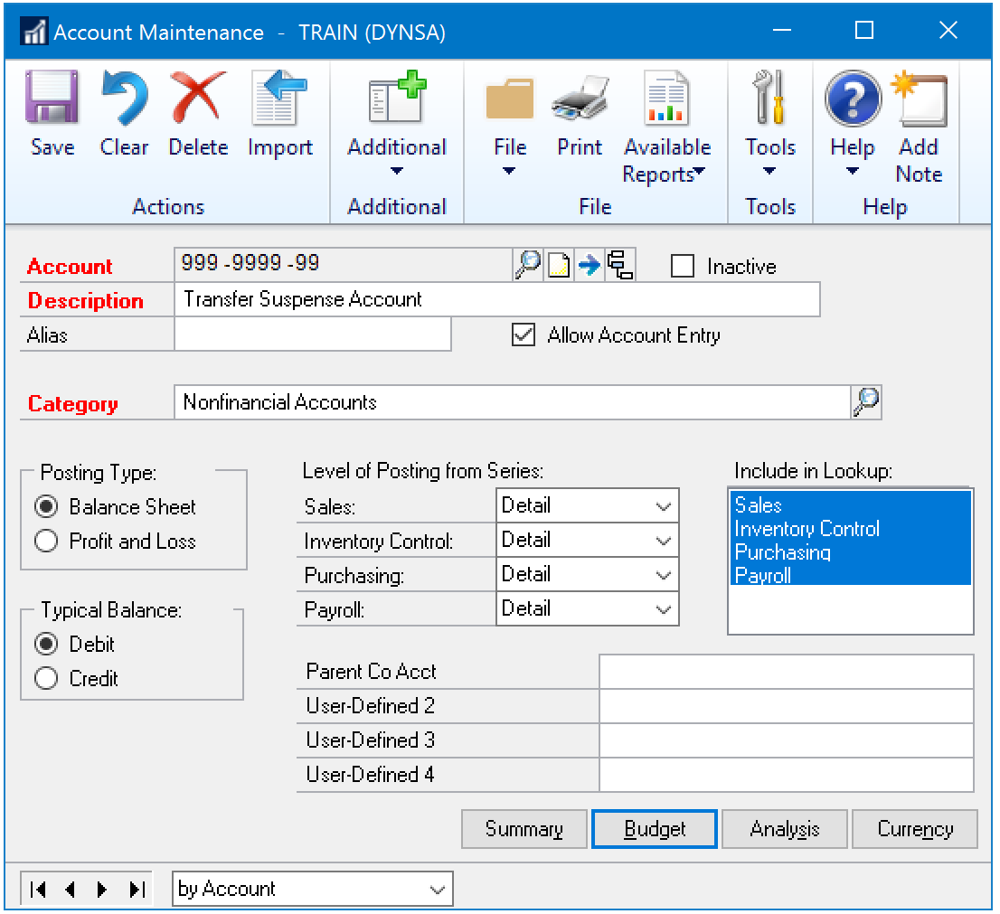 Account Maintenance - TRAIN (DYNSA)
Save Clear Delete Import Additional File Print Available Reports Tools Help Add Note
Actions Additional File Tools Help
Account 999 -9999 -99 Inactive
Description Transfer Suspense Account
Alias Allow Account Entry
Category Nonfinancial Accounts
Posting Type:
Balance Sheet
Profit and Loss
Typical Balance:
Debit
Credit
Level of Posting from Series:
Sales: Detail
Inventory Control: Detail
Purchasing: Detail
Payroll: Detail
Include in Lookup:
Sales
Inventory Control
Purchasing
Payroll
Parent Co Acct
User-Defined 2
User-Defined 3
User-Defined 4
Summary Budget Analysis Currency
by Account